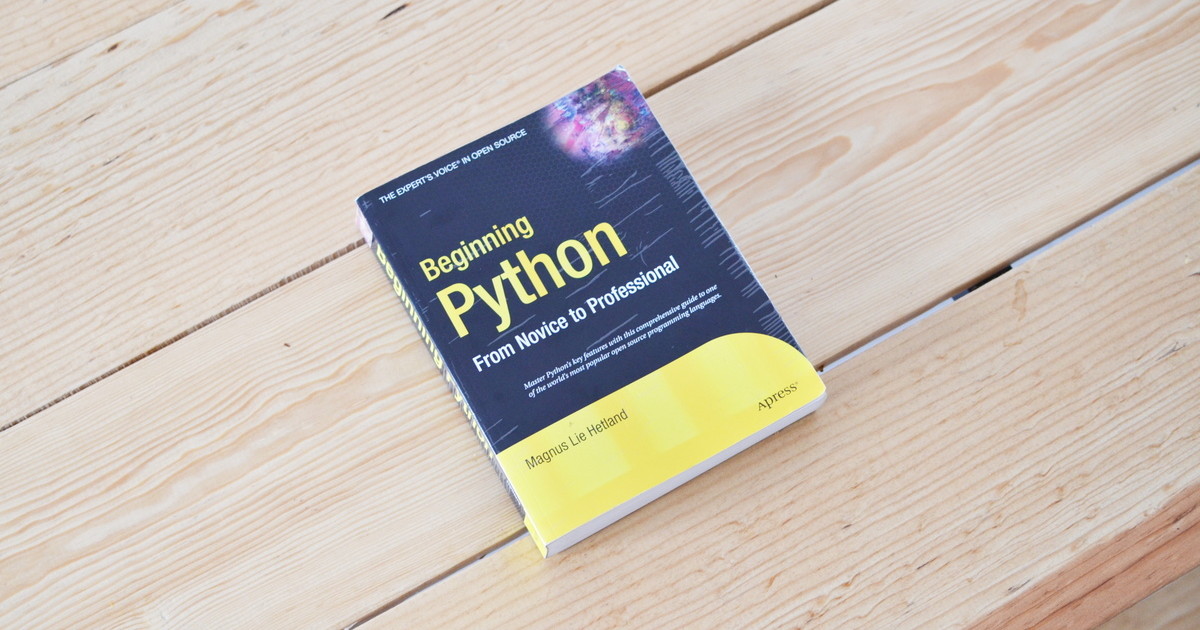 THE EXPERT'S VOICE® IN OPEN SOURCE
Beginning
Python
From Novice to Professional
Master Python's key features with this comprehensive guide to one
of the world's most popular open source programming languages.
Magnus Lie Hetland
Apress®
Beginning Python